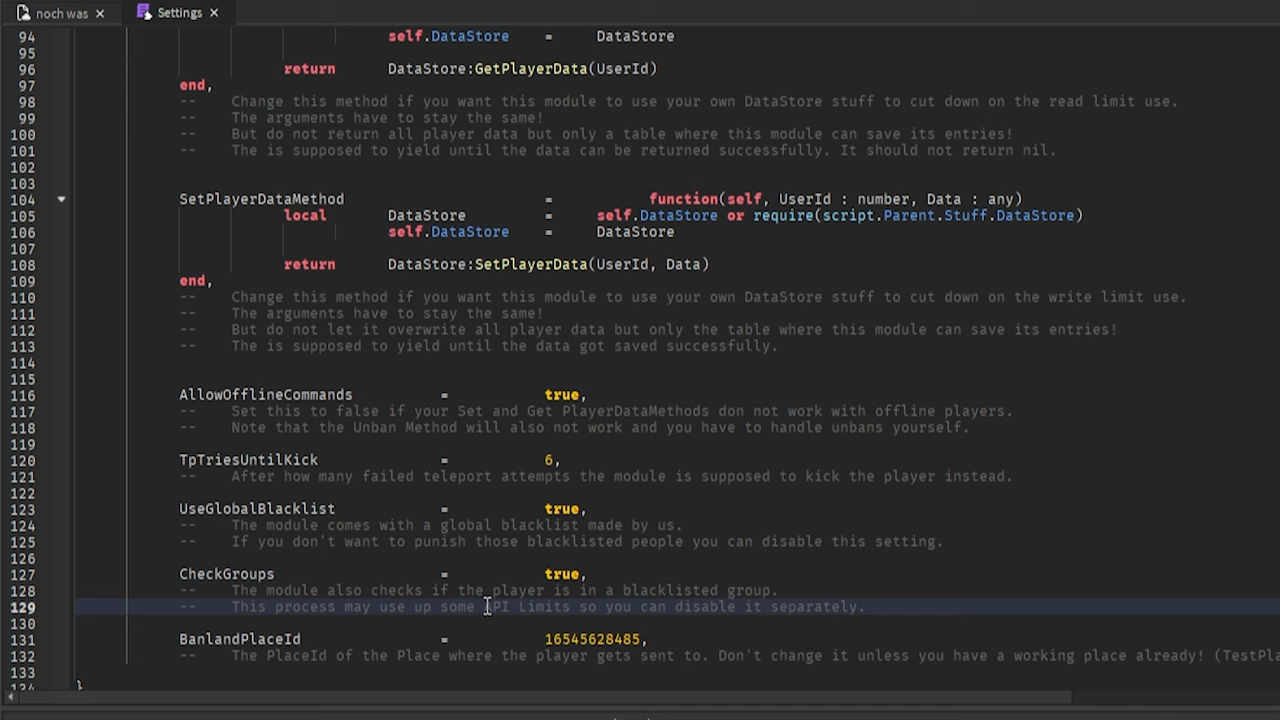 noch was × Settings ×
94 self.DataStore = DataStore
95
96 return DataStore:GetPlayerData(UserId)
97 end,
98 -- Change this method if you want this module to use your own DataStore stuff to cut down on the read limit use.
99 -- The arguments have to stay the same!
100 -- But do not return all player data but only a table where this module can save its entries!
101 -- The is supposed to yield until the data can be returned successfully. It should not return nil.
102
103
104 SetPlayerDataMethod = function(self, UserId : number, Data : any)
105 local DataStore = self.DataStore or require(script.Parent.Stuff.DataStore)
106 self.DataStore = DataStore
107
108 return DataStore:SetPlayerData(UserId, Data)
109 end,
110 -- Change this method if you want this module to use your own DataStore stuff to cut down on the write limit use.
111 -- The arguments have to stay the same!
112 -- But do not let it overwrite all player data but only the table where this module can save its entries!
113 -- The is supposed to yield until the data got saved successfully.
114
115
116 AllowOfflineCommands = true,
117 -- Set this to false if your Set and Get PlayerDataMethods don not work with offline players.
118 -- Note that the Unban Method will also not work and you have to handle unbans yourself.
119
120 TpTriesUntilKick = 6,
121 -- After how many failed teleport attempts the module is supposed to kick the player instead.
122
123 UseGlobalBlacklist = true,
124 -- The module comes with a global blacklist made by us.
125 -- If you don't want to punish those blacklisted people you can disable this setting.
126
127 CheckGroups = true,
128 -- The module also checks if the player is in a blacklisted group.
129 -- This process may use up some API Limits so you can disable it separately.
130
131 BanlandPlaceId = 16545628485,
132 -- The PlaceId of the Place where the player gets sent to. Don't change it unless you have a working place already! (TestPla
133
134 }